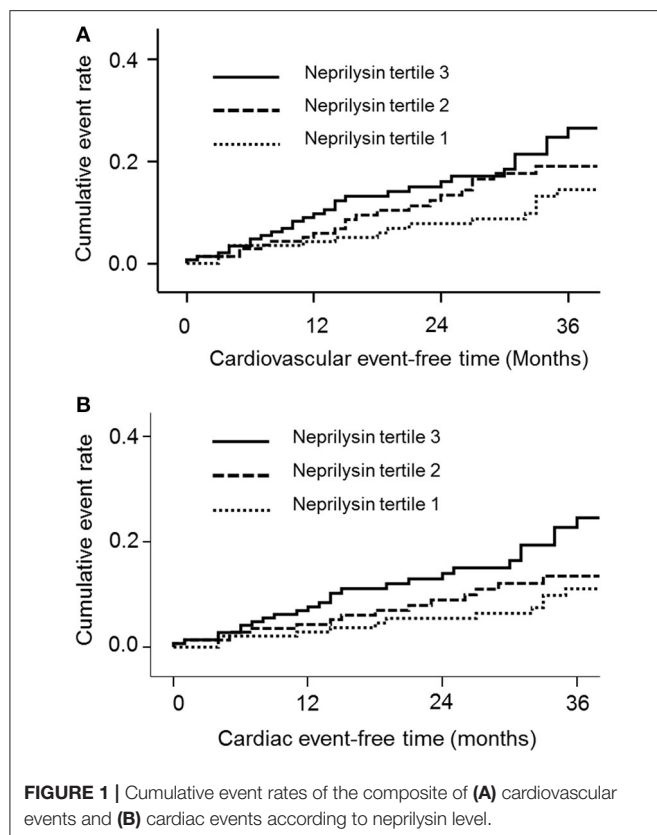 A
Cumulative event rate
0.4
0.2
0.0
Neprilysin tertile 3
Neprilysin tertile 2
Neprilysin tertile 1
0 12 24 36
Cardiovascular event-free time (Months)
B
Cumulative event rate
0.4
0.2
0.0
Neprilysin tertile 3
Neprilysin tertile 2
Neprilysin tertile 1
0 12 24 36
Cardiac event-free time (months)
FIGURE 1 | Cumulative event rates of the composite of (A) cardiovascular
events and (B) cardiac events according to neprilysin level.